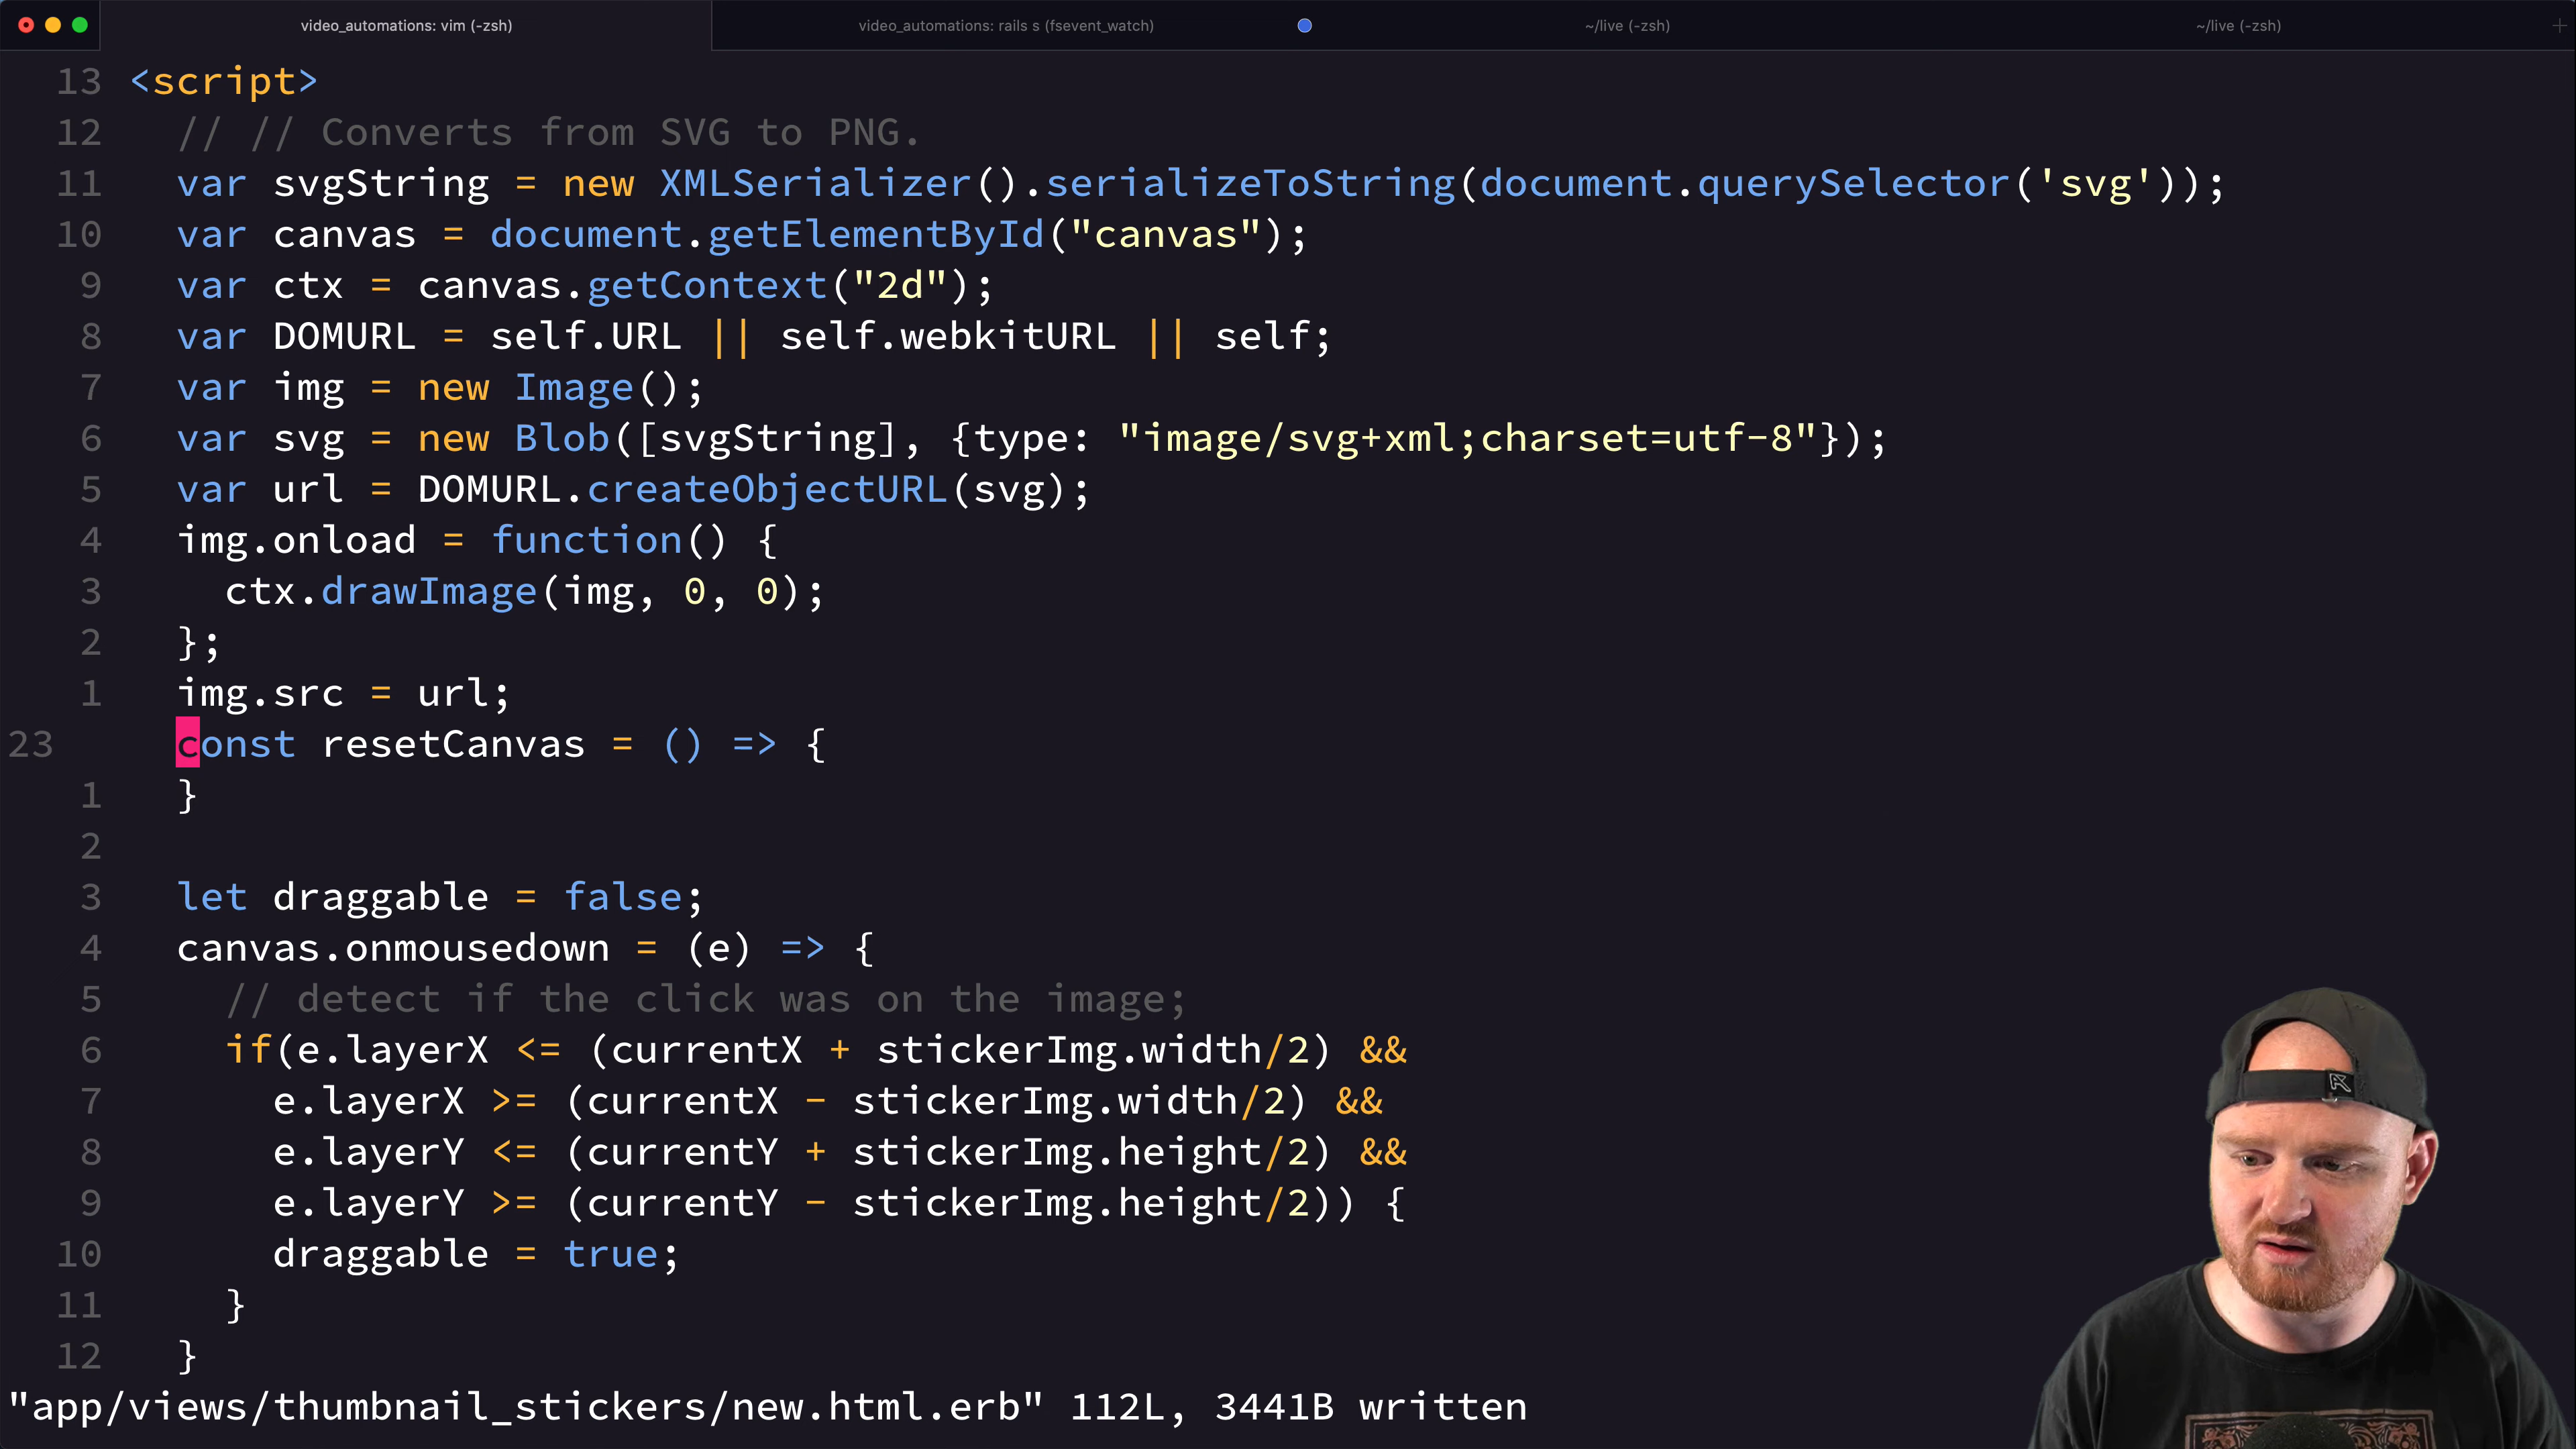 video_automations: vim (-zsh)
video_automations: rails s (fsevent_watch)
~/live (-zsh)
~/live (-zsh)
13 <script>
12   // // Converts from SVG to PNG.
11   var svgString = new XMLSerializer().serializeToString(document.querySelector('svg'));
10   var canvas = document.getElementById("canvas");
9   var ctx = canvas.getContext("2d");
8   var DOMURL = self.URL || self.webkitURL || self;
7   var img = new Image();
6   var svg = new Blob([svgString], {type: "image/svg+xml;charset=utf-8"});
5   var url = DOMURL.createObjectURL(svg);
4   img.onload = function() {
3     ctx.drawImage(img, 0, 0);
2   };
1   img.src = url;
23   const resetCanvas = () => {
1   }
2
3   let draggable = false;
4   canvas.onmousedown = (e) => {
5     // detect if the click was on the image;
6     if(e.layerX <= (currentX + stickerImg.width/2) &&
7       e.layerX >= (currentX - stickerImg.width/2) &&
8       e.layerY <= (currentY + stickerImg.height/2) &&
9       e.layerY >= (currentY - stickerImg.height/2)) {
10       draggable = true;
11     }
12   }
"app/views/thumbnail_stickers/new.html.erb" 112L, 3441B written